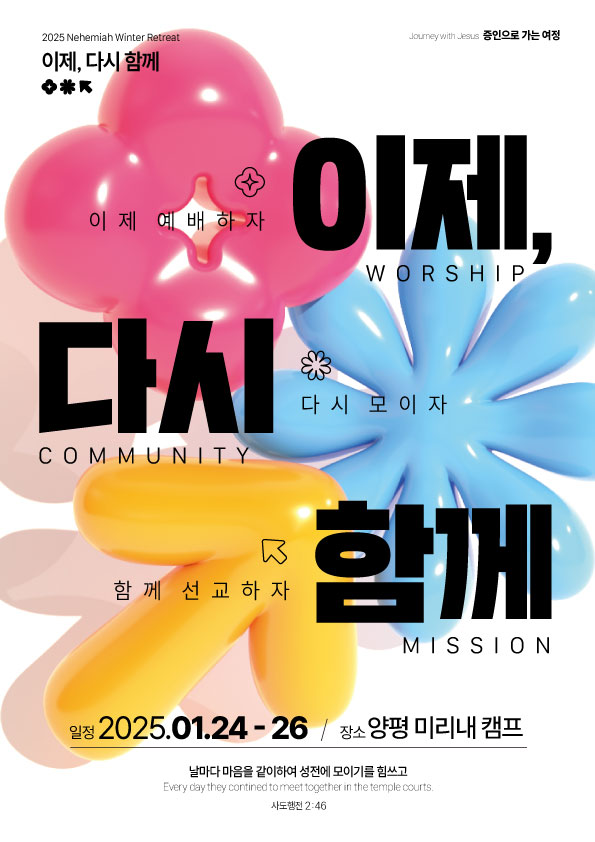 2025 Nehemiah Winter Retreat
이제, 다시 함께
Journey with Jesus 증인으로 가는 여정
이제,
이제 예배하자
WORSHIP
다시
다시 모이자
COMMUNITY
함께
함께 선교하자
MISSION
일정 2025.01.24 - 26 / 장소 양평 미리내 캠프
날마다 마음을 같이하여 성전에 모이기를 힘쓰고
Every day they contined to meet together in the temple courts.
사도행전 2:46